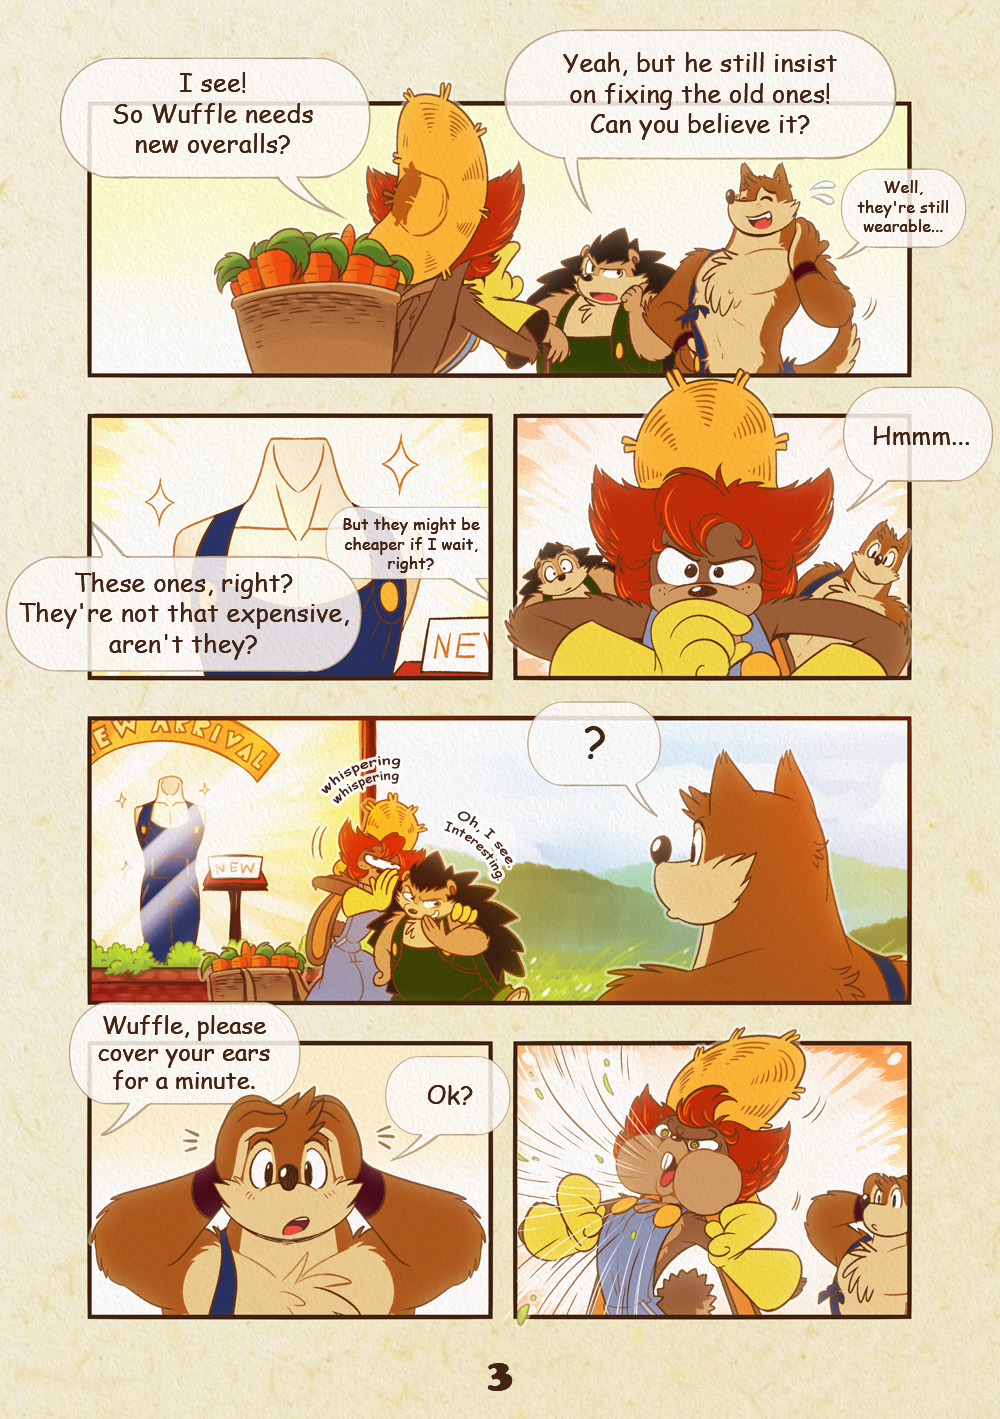 I see!
So Wuffle needs
new overalls?
Yeah, but he still insist
on fixing the old ones!
Can you believe it?
Well,
they're still
wearable...
These ones, right?
They're not that expensive,
aren't they?
But they might be
cheaper if I wait,
right?
NEW
Hmmm...
NEW ARRIVAL
NEW
whispering
whispering
Oh, I see.
Interesting.
?
Wuffle, please
cover your ears
for a minute.
Ok?
3